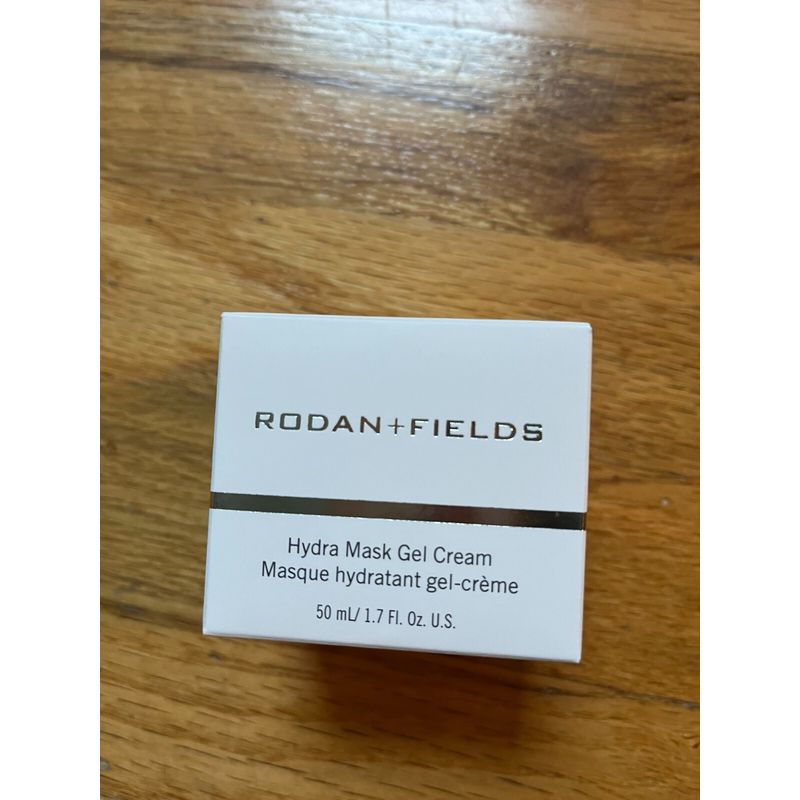 RODAN+FIELDS
Hydra Mask Gel Cream
Masque hydratant gel-crème
50 mL/ 1.7 Fl. Oz. U.S.